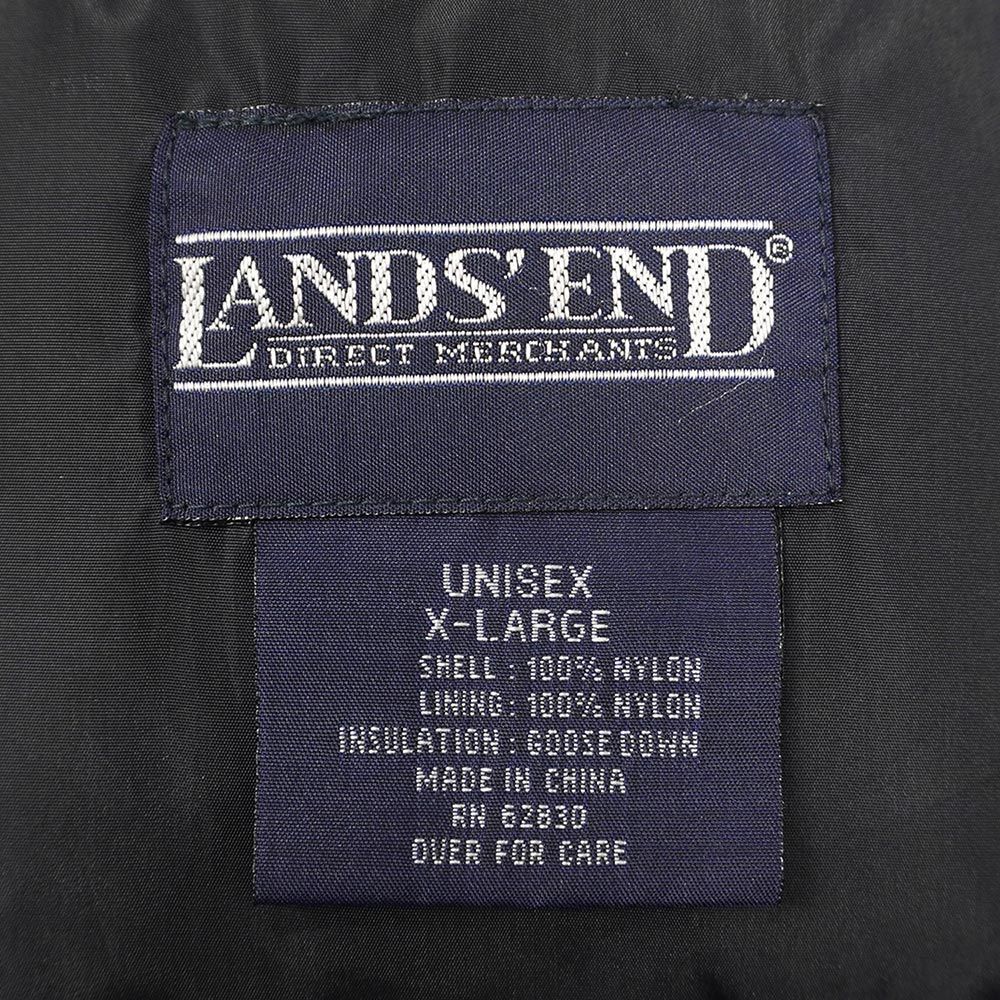 LANDS' END®
DIRECT MERCHANTS
UNISEX
X-LARGE
SHELL : 100% NYLON
LINING : 100% NYLON
INSULATION : GOOSE DOWN
MADE IN CHINA
RN 62830
OVER FOR CARE